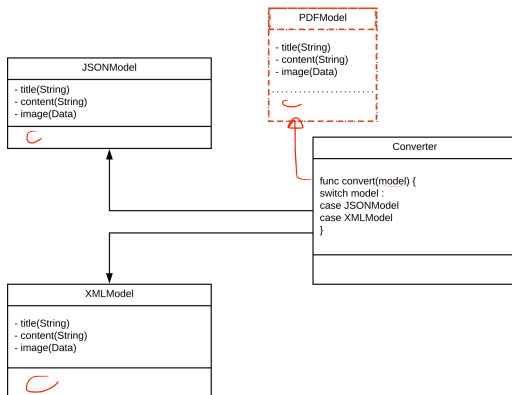 PDFModel
- title(String)
- content(String)
- image(Data)
JSONModel
- title(String)
- content(String)
- image(Data)
Converter
func convert(model) {
switch model :
case JSONModel
case XMLModel
}
XMLModel
- title(String)
- content(String)
- image(Data)